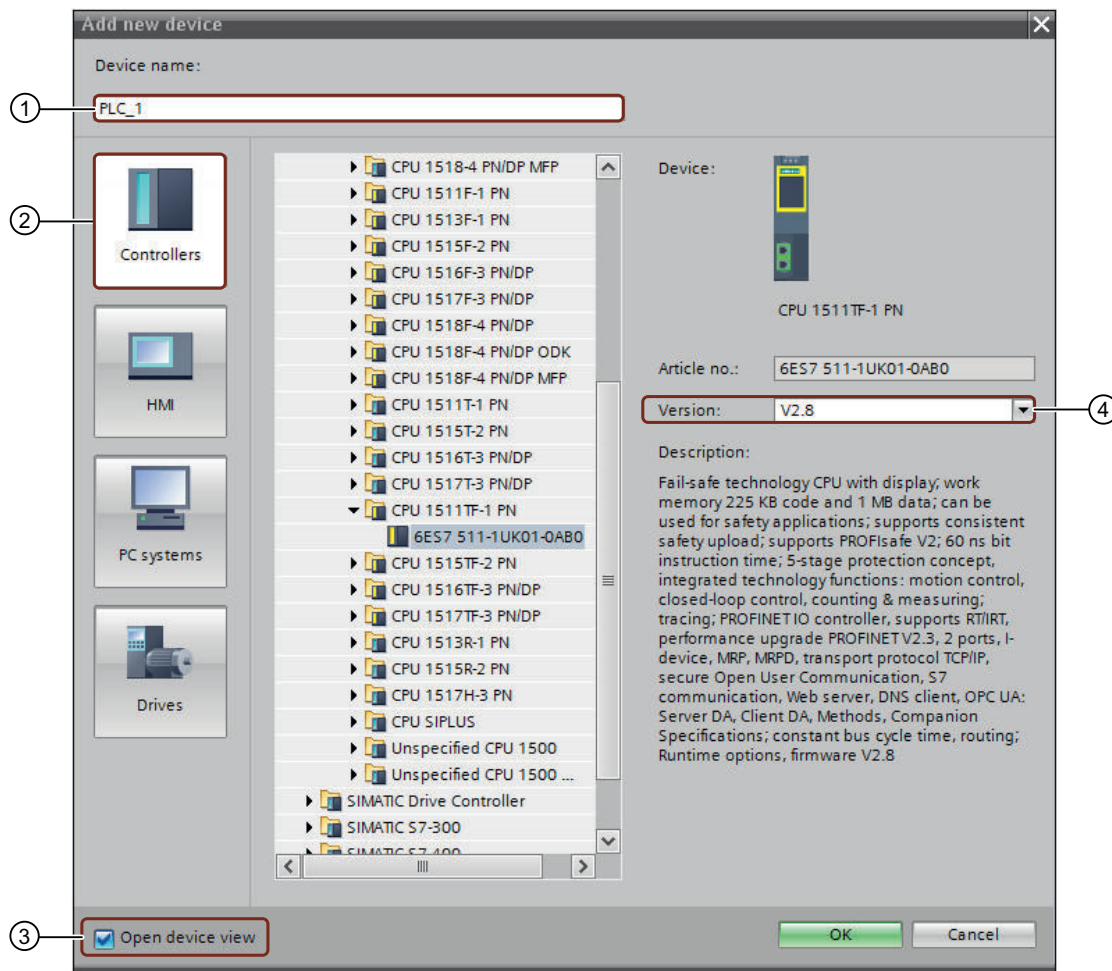 Add new device
Device name:
1
PLC_1
2
Controllers
HMI
PC systems
Drives
CPU 1518-4 PN/DP MFP
CPU 1511F-1 PN
CPU 1513F-1 PN
CPU 1515F-2 PN
CPU 1516F-3 PN/DP
CPU 1517F-3 PN/DP
CPU 1518F-4 PN/DP
CPU 1518F-4 PN/DP ODK
CPU 1518F-4 PN/DP MFP
CPU 1511T-1 PN
CPU 1515T-2 PN
CPU 1516T-3 PN/DP
CPU 1517T-3 PN/DP
CPU 1511TF-1 PN
6ES7 511-1UK01-0AB0
CPU 1515TF-2 PN
CPU 1516TF-3 PN/DP
CPU 1517TF-3 PN/DP
CPU 1513R-1 PN
CPU 1515R-2 PN
CPU 1517H-3 PN
CPU SIPLUS
Unspecified CPU 1500
Unspecified CPU 1500 ...
SIMATIC Drive Controller
SIMATIC S7-300
SIMATIC S7-400
Device:
CPU 1511TF-1 PN
Article no.: 6ES7 511-1UK01-0AB0
Version: V2.8
4
Description:
Fail-safe technology CPU with display; work
memory 225 KB code and 1 MB data; can be
used for safety applications; supports consistent
safety upload; supports PROFIsafe V2; 60 ns bit
instruction time; 5-stage protection concept,
integrated technology functions: motion control,
closed-loop control, counting & measuring;
tracing; PROFINET IO controller, supports RT/IRT,
performance upgrade PROFINET V2.3, 2 ports, I-
device, MRP, MRPD, transport protocol TCP/IP,
secure Open User Communication, S7
communication, Web server, DNS client, OPC UA:
Server DA, Client DA, Methods, Companion
Specifications; constant bus cycle time, routing;
Runtime options, firmware V2.8
3
Open device view
OK
Cancel